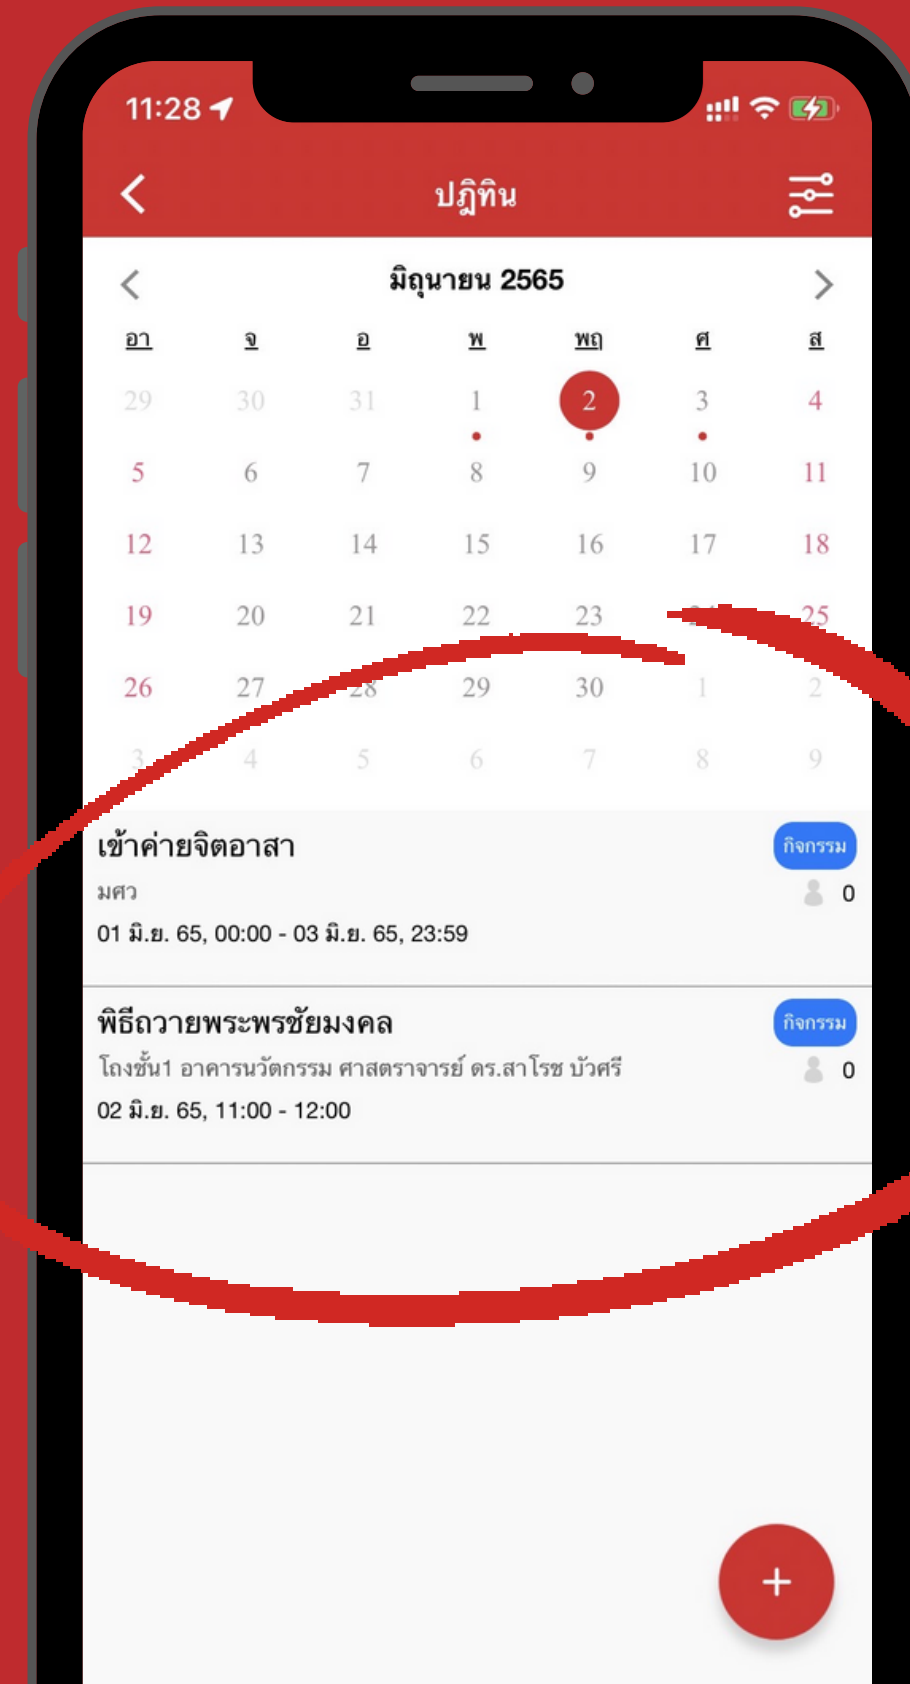 11:28
ปฎิทิน
มิถุนายน 2565
อา จ อ พ พฤ ศ ส
29 30 31 1 2 3 4
5 6 7 8 9 10 11
12 13 14 15 16 17 18
19 20 21 22 23 24 25
26 27 28 29 30 1 2
3 4 5 6 7 8 9
เข้าค่ายจิตอาสา กิจกรรม
มศว 0
01 มิ.ย. 65, 00:00 - 03 มิ.ย. 65, 23:59
พิธีถวายพระพรชัยมงคล กิจกรรม
โถงชั้น1 อาคารนวัตกรรม ศาสตราจารย์ ดร.สาโรช บัวศรี 0
02 มิ.ย. 65, 11:00 - 12:00